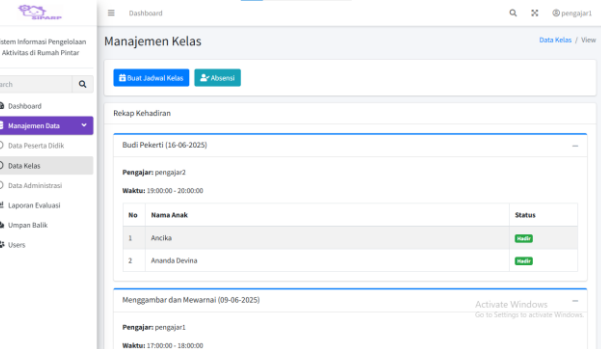 SIPARP
Dashboard
@pengajar1
istem Informasi Pengelolaan
Aktivitas di Rumah Pintar
arch
Dashboard
Manajemen Data
Data Peserta Didik
Data Kelas
Data Administrasi
Laporan Evaluasi
Umpan Balik
Users
Manajemen Kelas
Data Kelas / View
Buat Jadwal Kelas
Absensi
Rekap Kehadiran
Budi Pekerti (16-06-2025)
Pengajar: pengajar2
Waktu: 19:00:00 - 20:00:00
No Nama Anak Status
1 Ancika Hadir
2 Ananda Devina Hadir
Menggambar dan Mewarnai (09-06-2025)
Pengajar: pengajar1
Waktu: 17:00:00 - 18:00:00
Activate Windows
Go to Settings to activate Windows.